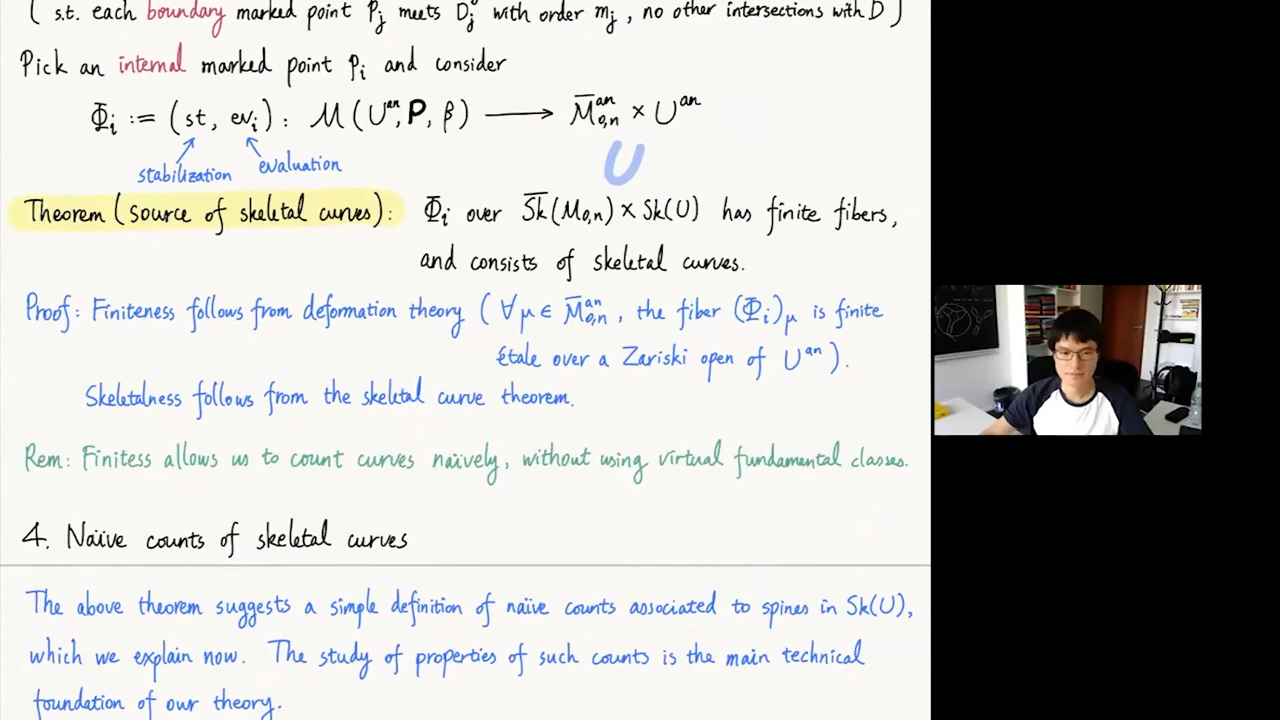 ( s.t. each boundary marked point Pj meets Dj with order mj, no other intersections with D )
Pick an internal marked point pi and consider
Φi := (st, evi): M(U^an, P, β) ⟶ M̄^an_0,n × U^an
stabilization evaluation
∪
Theorem (source of skeletal curves): Φi over S̄k(M0,n) × Sk(U) has finite fibers,
and consists of skeletal curves.
Proof: Finiteness follows from deformation theory (∀μ ∈ M̄^an_0,n, the fiber (Φi)μ is finite
étale over a Zariski open of U^an).
Skeletalness follows from the skeletal curve theorem.
Rem: Finitess allows us to count curves naïvely, without using virtual fundamental classes.
4. Naïve counts of skeletal curves
The above theorem suggests a simple definition of naïve counts associated to spines in Sk(U),
which we explain now. The study of properties of such counts is the main technical
foundation of our theory.